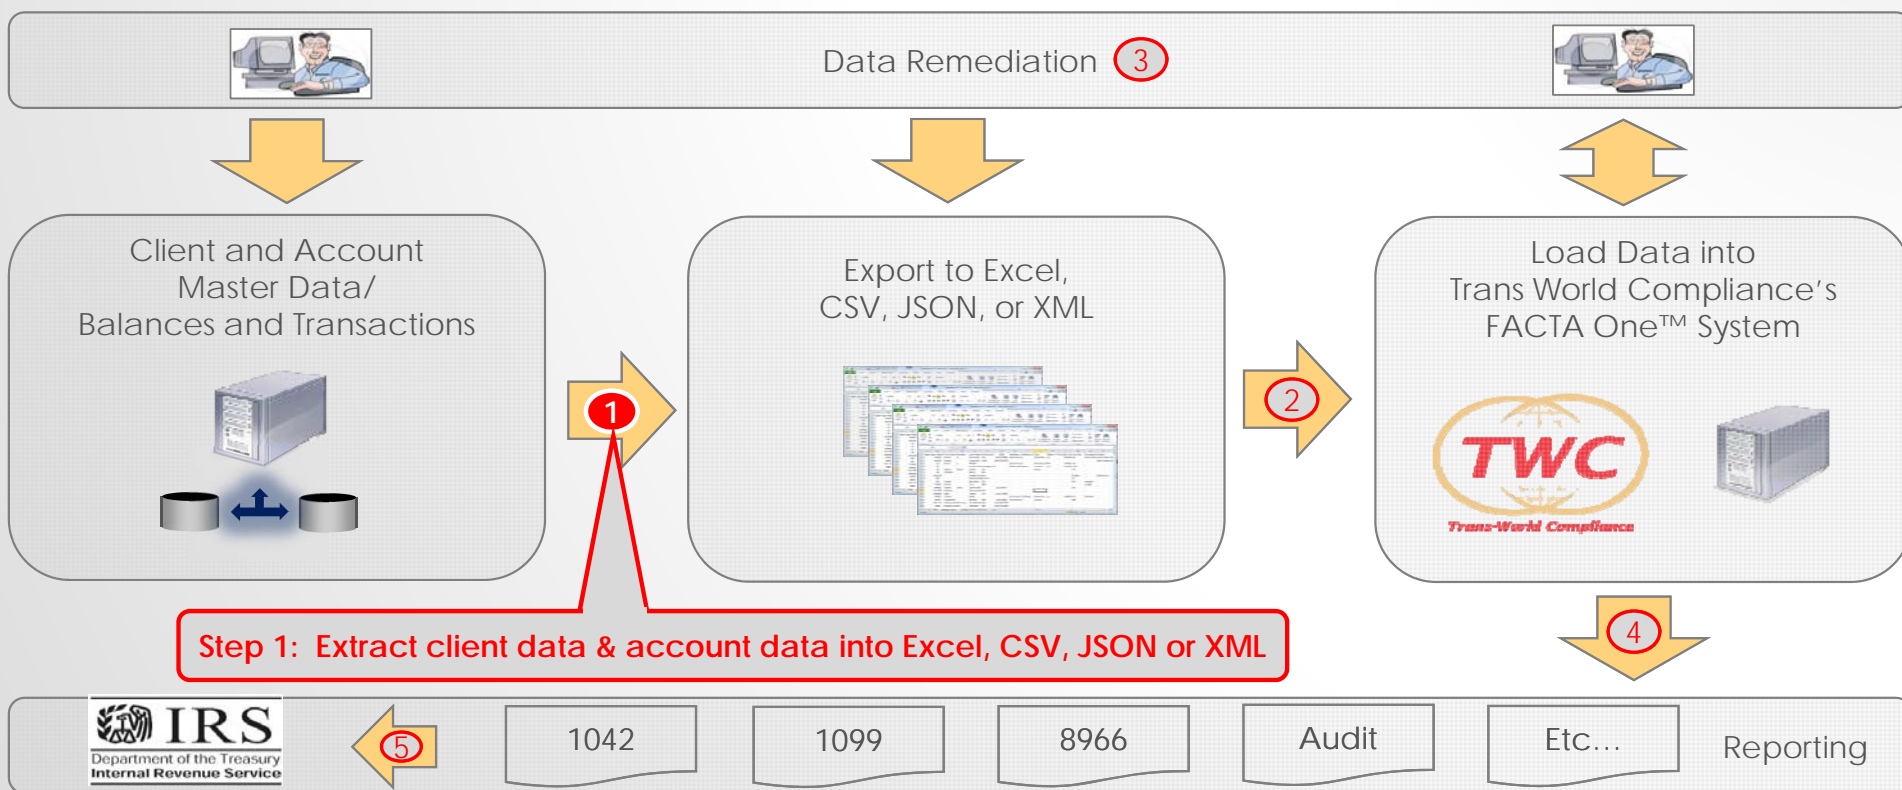 Data Remediation 3
Client and Account
Master Data/
Balances and Transactions
1
Export to Excel,
CSV, JSON, or XML
2
Load Data into
Trans World Compliance’s
FACTA One™ System
TWC
Trans-World Compliance
Step 1: Extract client data & account data into Excel, CSV, JSON or XML
4
IRS
Department of the Treasury
Internal Revenue Service
5
1042
1099
8966
Audit
Etc...
Reporting